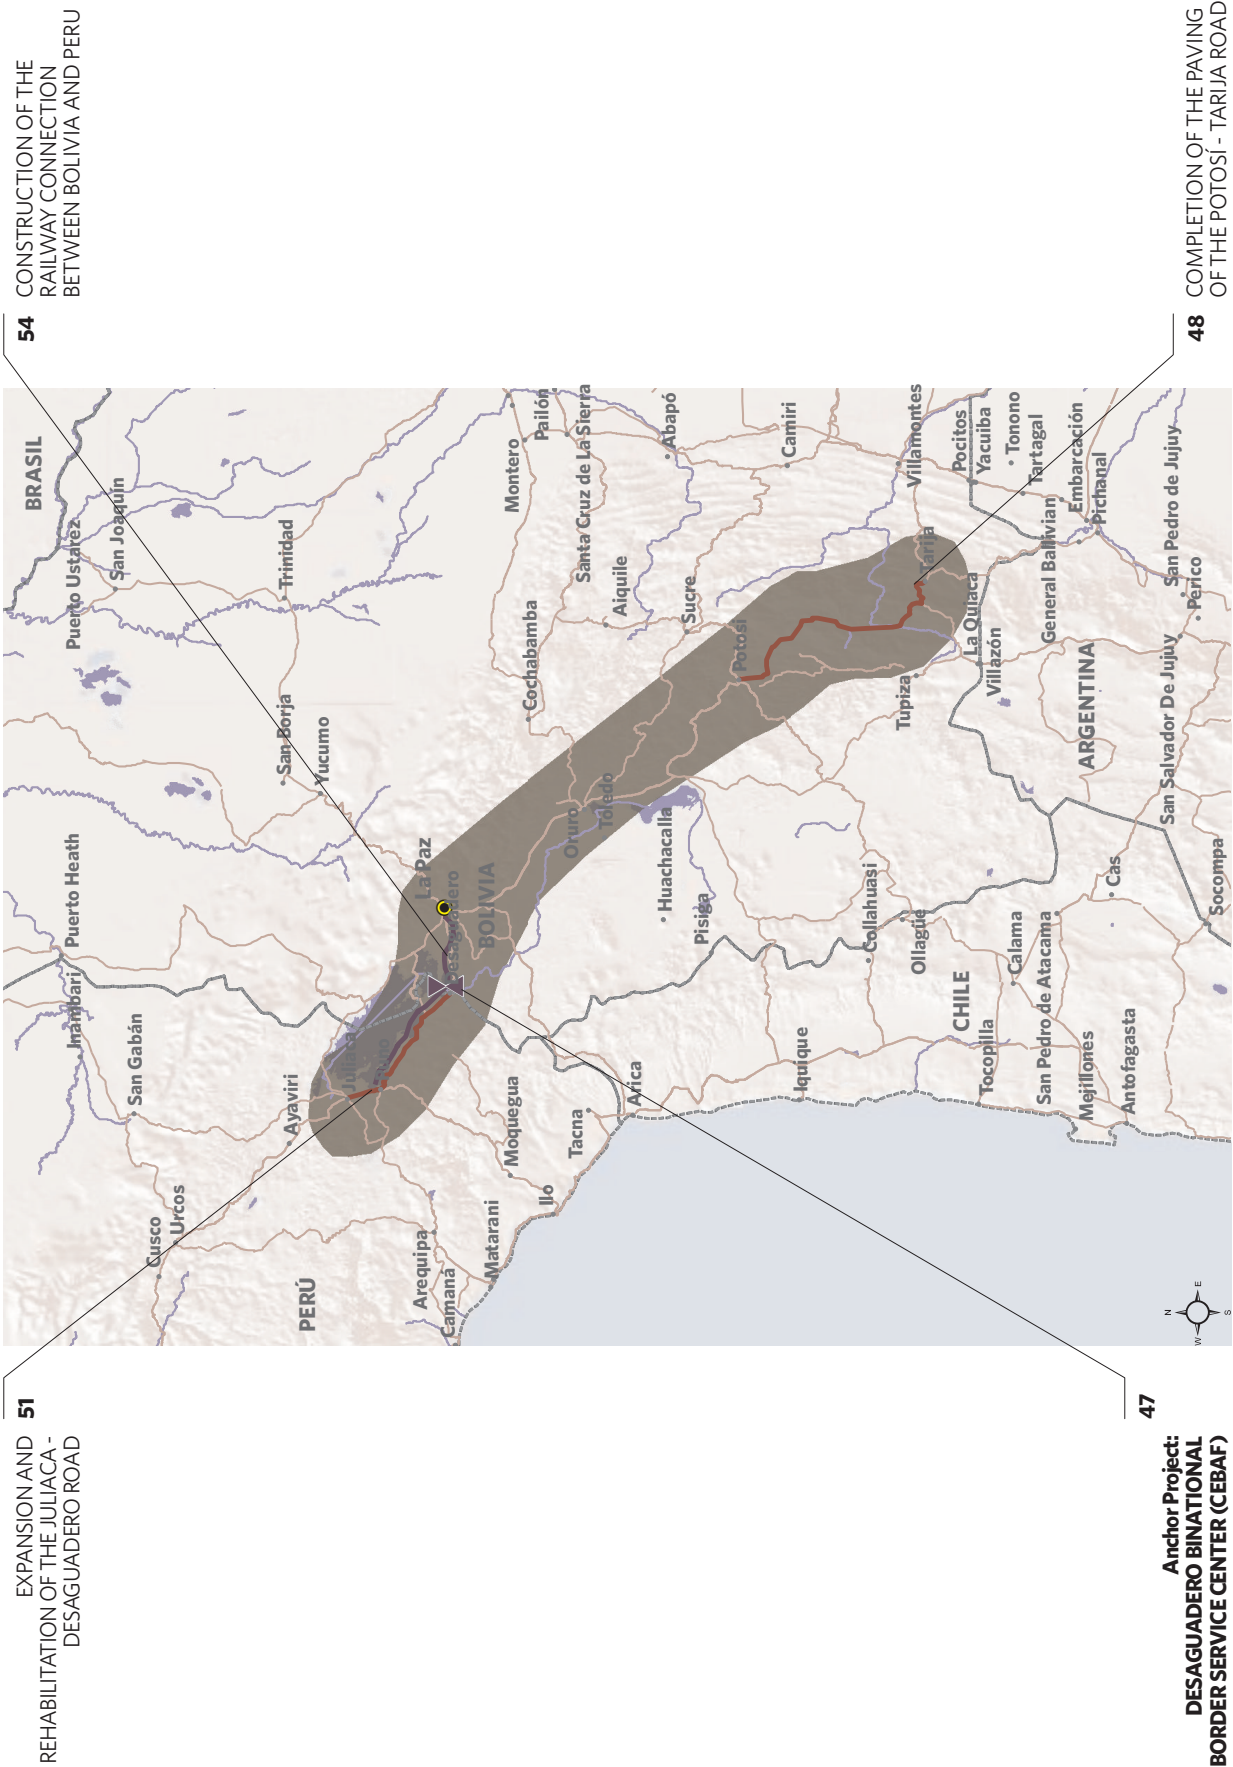 51
EXPANSION AND
REHABILITATION OF THE JULIACA -
DESAGUADERO ROAD
54
CONSTRUCTION OF THE
RAILWAY CONNECTION
BETWEEN BOLIVIA AND PERU
BRASIL
Puerto Heath
Puerto Ustarez
Inambari
San Joaquín
San Gabán
Cusco
Urcos
San Borja
Trinidad
Ayaviri
Yucumo
PERÚ
Juliaca
Puno
La Paz
Arequipa
Desaguadero
Camaná
BOLIVIA
Matarani
Moquegua
Montero
Pailón
Cochabamba
Ilo
Tacna
Oruro
Santa Cruz de La Sierra
Toledo
Aiquile
Arica
Huachacalla
Abapó
Sucre
Pisiga
Potosí
Camiri
Iquique
Collahuasi
Tupiza
Ollagüe
Villamontes
Tarija
CHILE
Pocitos
La Quiaca
Yacuiba
Tocopilla
Villazón
Calama
Tonono
Tartagal
San Pedro de Atacama
General Ballivian
Embarcación
Mejillones
ARGENTINA
Pichanal
Cas
Antofagasta
San Salvador De Jujuy
San Pedro de Jujuy
Perico
Socompa
N
W
E
S
47
Anchor Project:
DESAGUADERO BINATIONAL
BORDER SERVICE CENTER (CEBAF)
48
COMPLETION OF THE PAVING
OF THE POTOSÍ - TARIJA ROAD